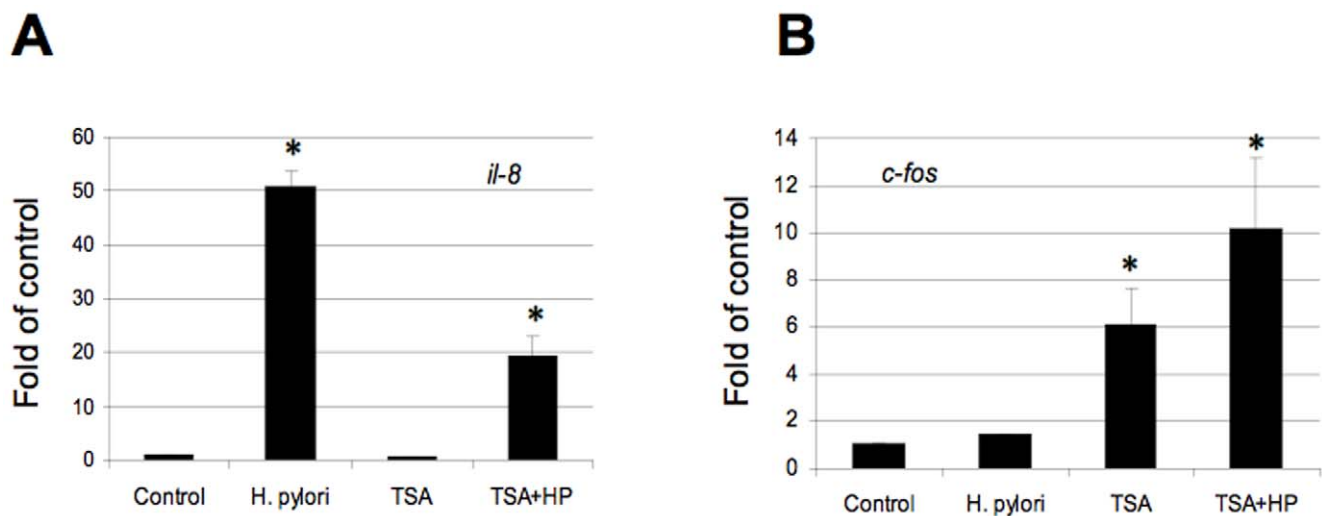 A
B
Fold of control
60
50
40
30
20
10
0
*
*
il-8
Control H. pylori TSA TSA+HP
Fold of control
14
12
10
8
6
4
2
0
c-fos
*
*
Control H. pylori TSA TSA+HP